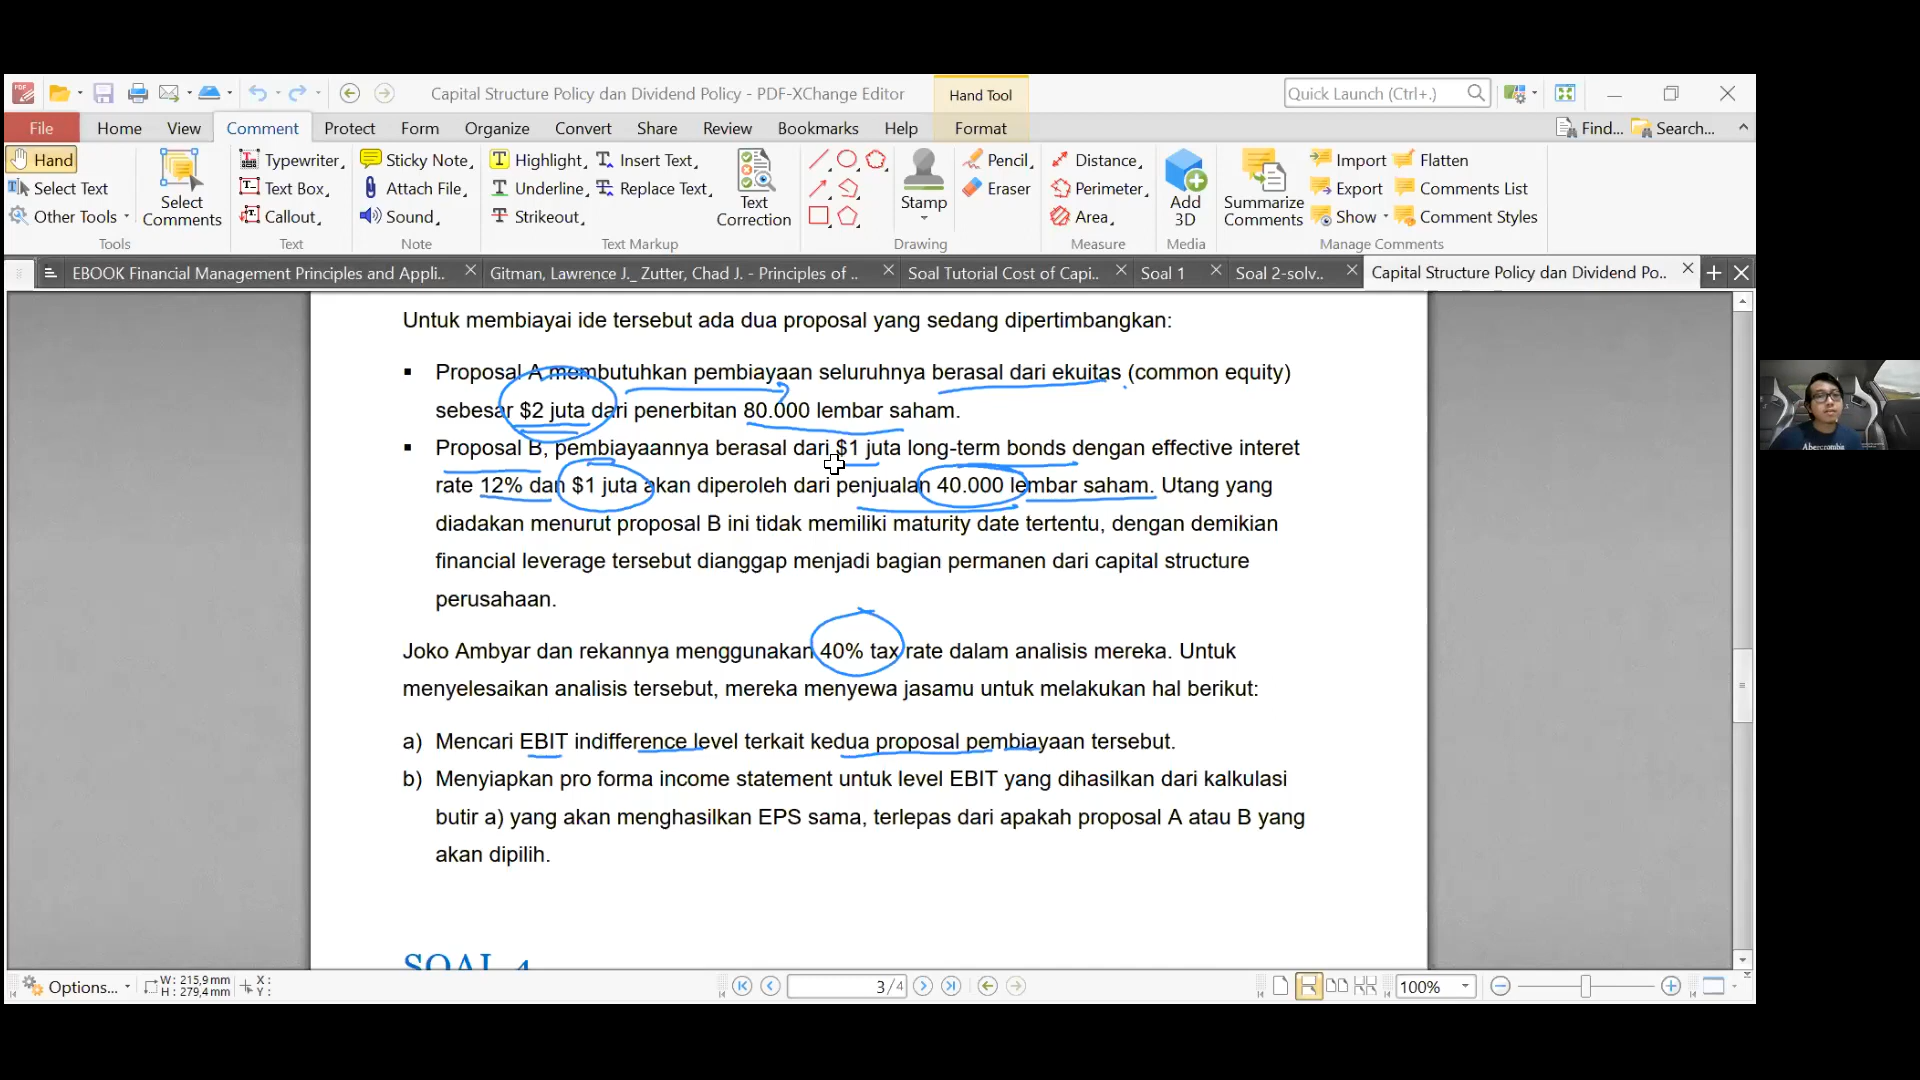 Capital Structure Policy dan Dividend Policy - PDF-XChange Editor
Hand Tool
Quick Launch (Ctrl+.)
File Home View Comment Protect Form Organize Convert Share Review Bookmarks Help Format Find... Search...
Hand
Select Text
Other Tools
Select Comments
Tools
Typewriter
Text Box
Callout
Text
Sticky Note
Attach File
Sound
Note
Highlight
Underline
Strikeout
Insert Text
Replace Text
Text Correction
Text Markup
Stamp
Pencil
Eraser
Drawing
Distance
Perimeter
Area
Measure
Add 3D
Media
Summarize Comments
Import
Export
Show
Flatten
Comments List
Comment Styles
Manage Comments
EBOOK Financial Management Principles and Appli..
Gitman, Lawrence J._ Zutter, Chad J. - Principles of ..
Soal Tutorial Cost of Capi..
Soal 1
Soal 2-solv..
Capital Structure Policy dan Dividend Po..
Untuk membiayai ide tersebut ada dua proposal yang sedang dipertimbangkan:
▪ Proposal A membutuhkan pembiayaan seluruhnya berasal dari ekuitas (common equity)
sebesar $2 juta dari penerbitan 80.000 lembar saham.
▪ Proposal B, pembiayaannya berasal dari $1 juta long-term bonds dengan effective interet
rate 12% dan $1 juta akan diperoleh dari penjualan 40.000 lembar saham. Utang yang
diadakan menurut proposal B ini tidak memiliki maturity date tertentu, dengan demikian
financial leverage tersebut dianggap menjadi bagian permanen dari capital structure
perusahaan.
Joko Ambyar dan rekannya menggunakan 40% tax rate dalam analisis mereka. Untuk
menyelesaikan analisis tersebut, mereka menyewa jasamu untuk melakukan hal berikut:
a) Mencari EBIT indifference level terkait kedua proposal pembiayaan tersebut.
b) Menyiapkan pro forma income statement untuk level EBIT yang dihasilkan dari kalkulasi
butir a) yang akan menghasilkan EPS sama, terlepas dari apakah proposal A atau B yang
akan dipilih.
SOAL 4
Options...
W: 215,9 mm
H: 279,4 mm
X:
Y:
3/4
100%